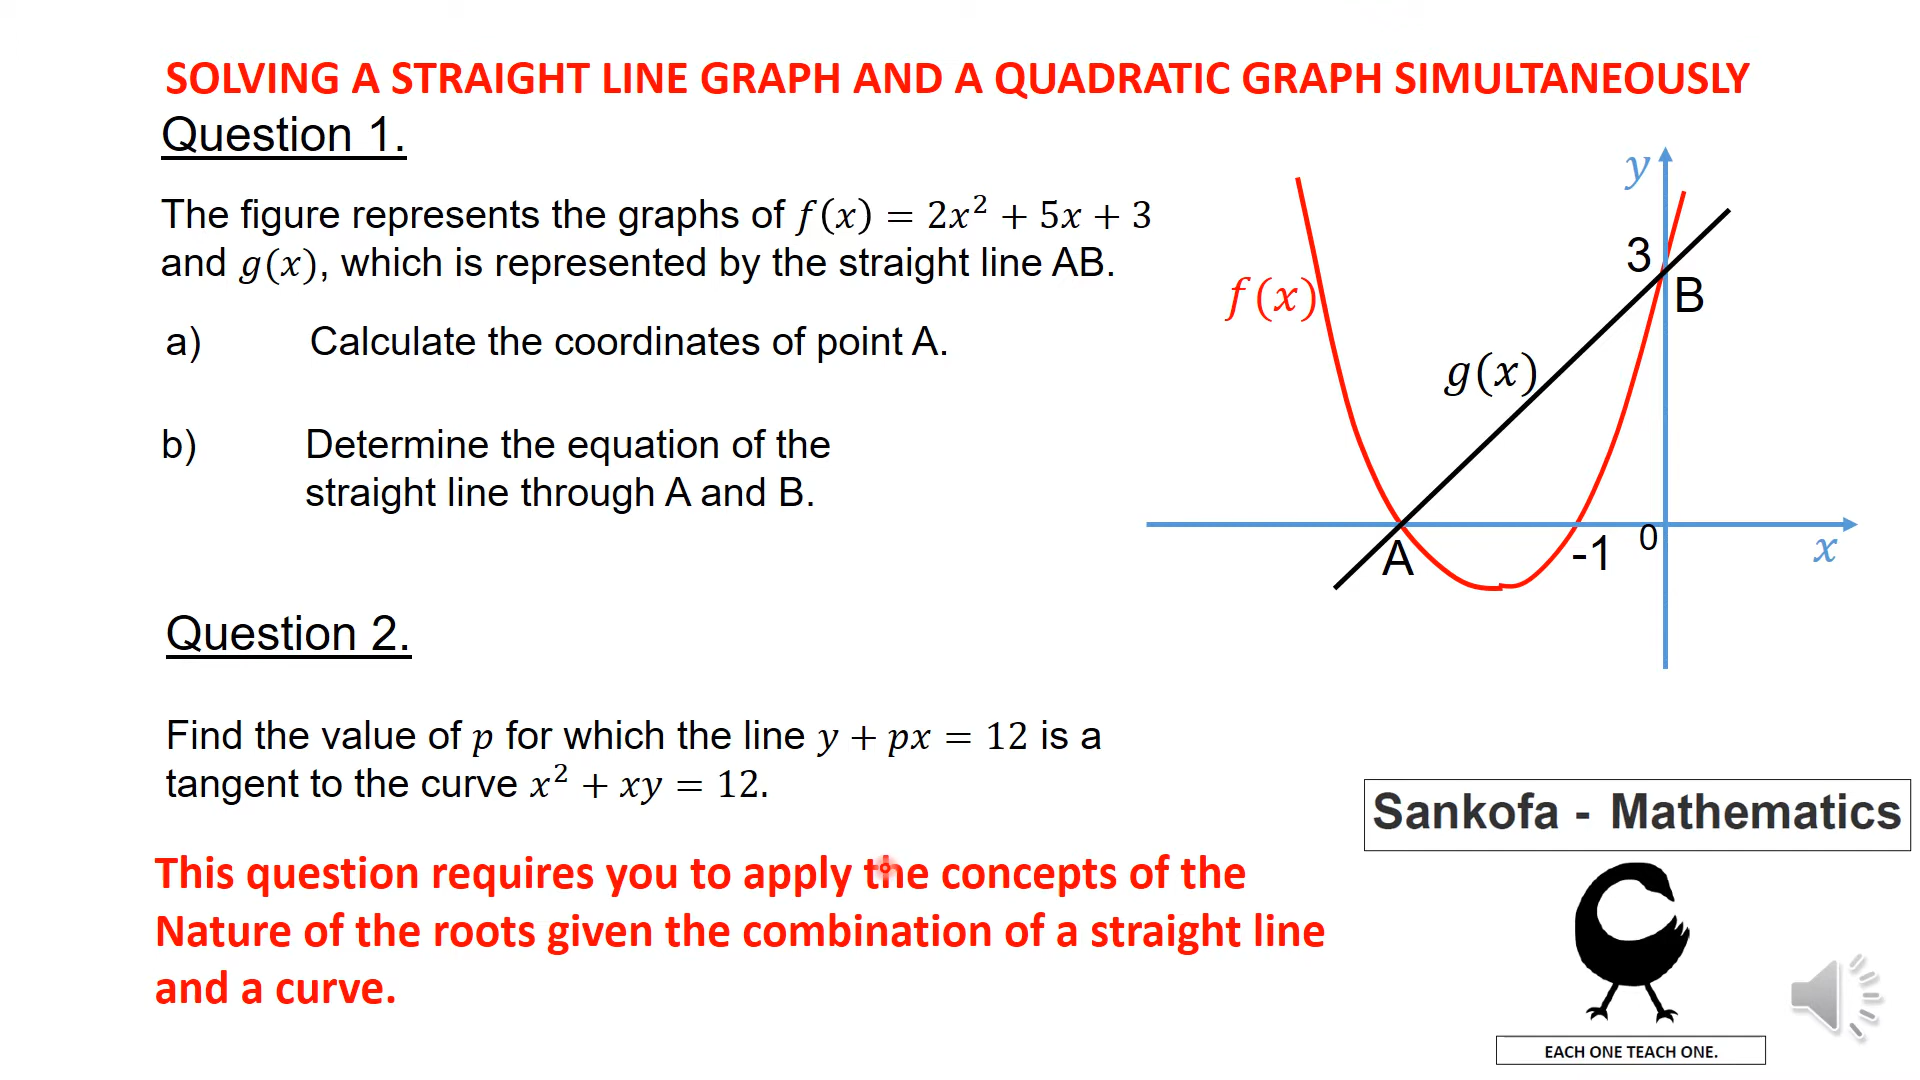 SOLVING A STRAIGHT LINE GRAPH AND A QUADRATIC GRAPH SIMULTANEOUSLY
Question 1.
The figure represents the graphs of f(x) = 2x² + 5x + 3
and g(x), which is represented by the straight line AB.
a) Calculate the coordinates of point A.
b) Determine the equation of the
straight line through A and B.
y
3
B
f(x)
g(x)
A
-1
0
x
Question 2.
Find the value of p for which the line y + px = 12 is a
tangent to the curve x² + xy = 12.
This question requires you to apply the concepts of the
Nature of the roots given the combination of a straight line
and a curve.
Sankofa - Mathematics
EACH ONE TEACH ONE.